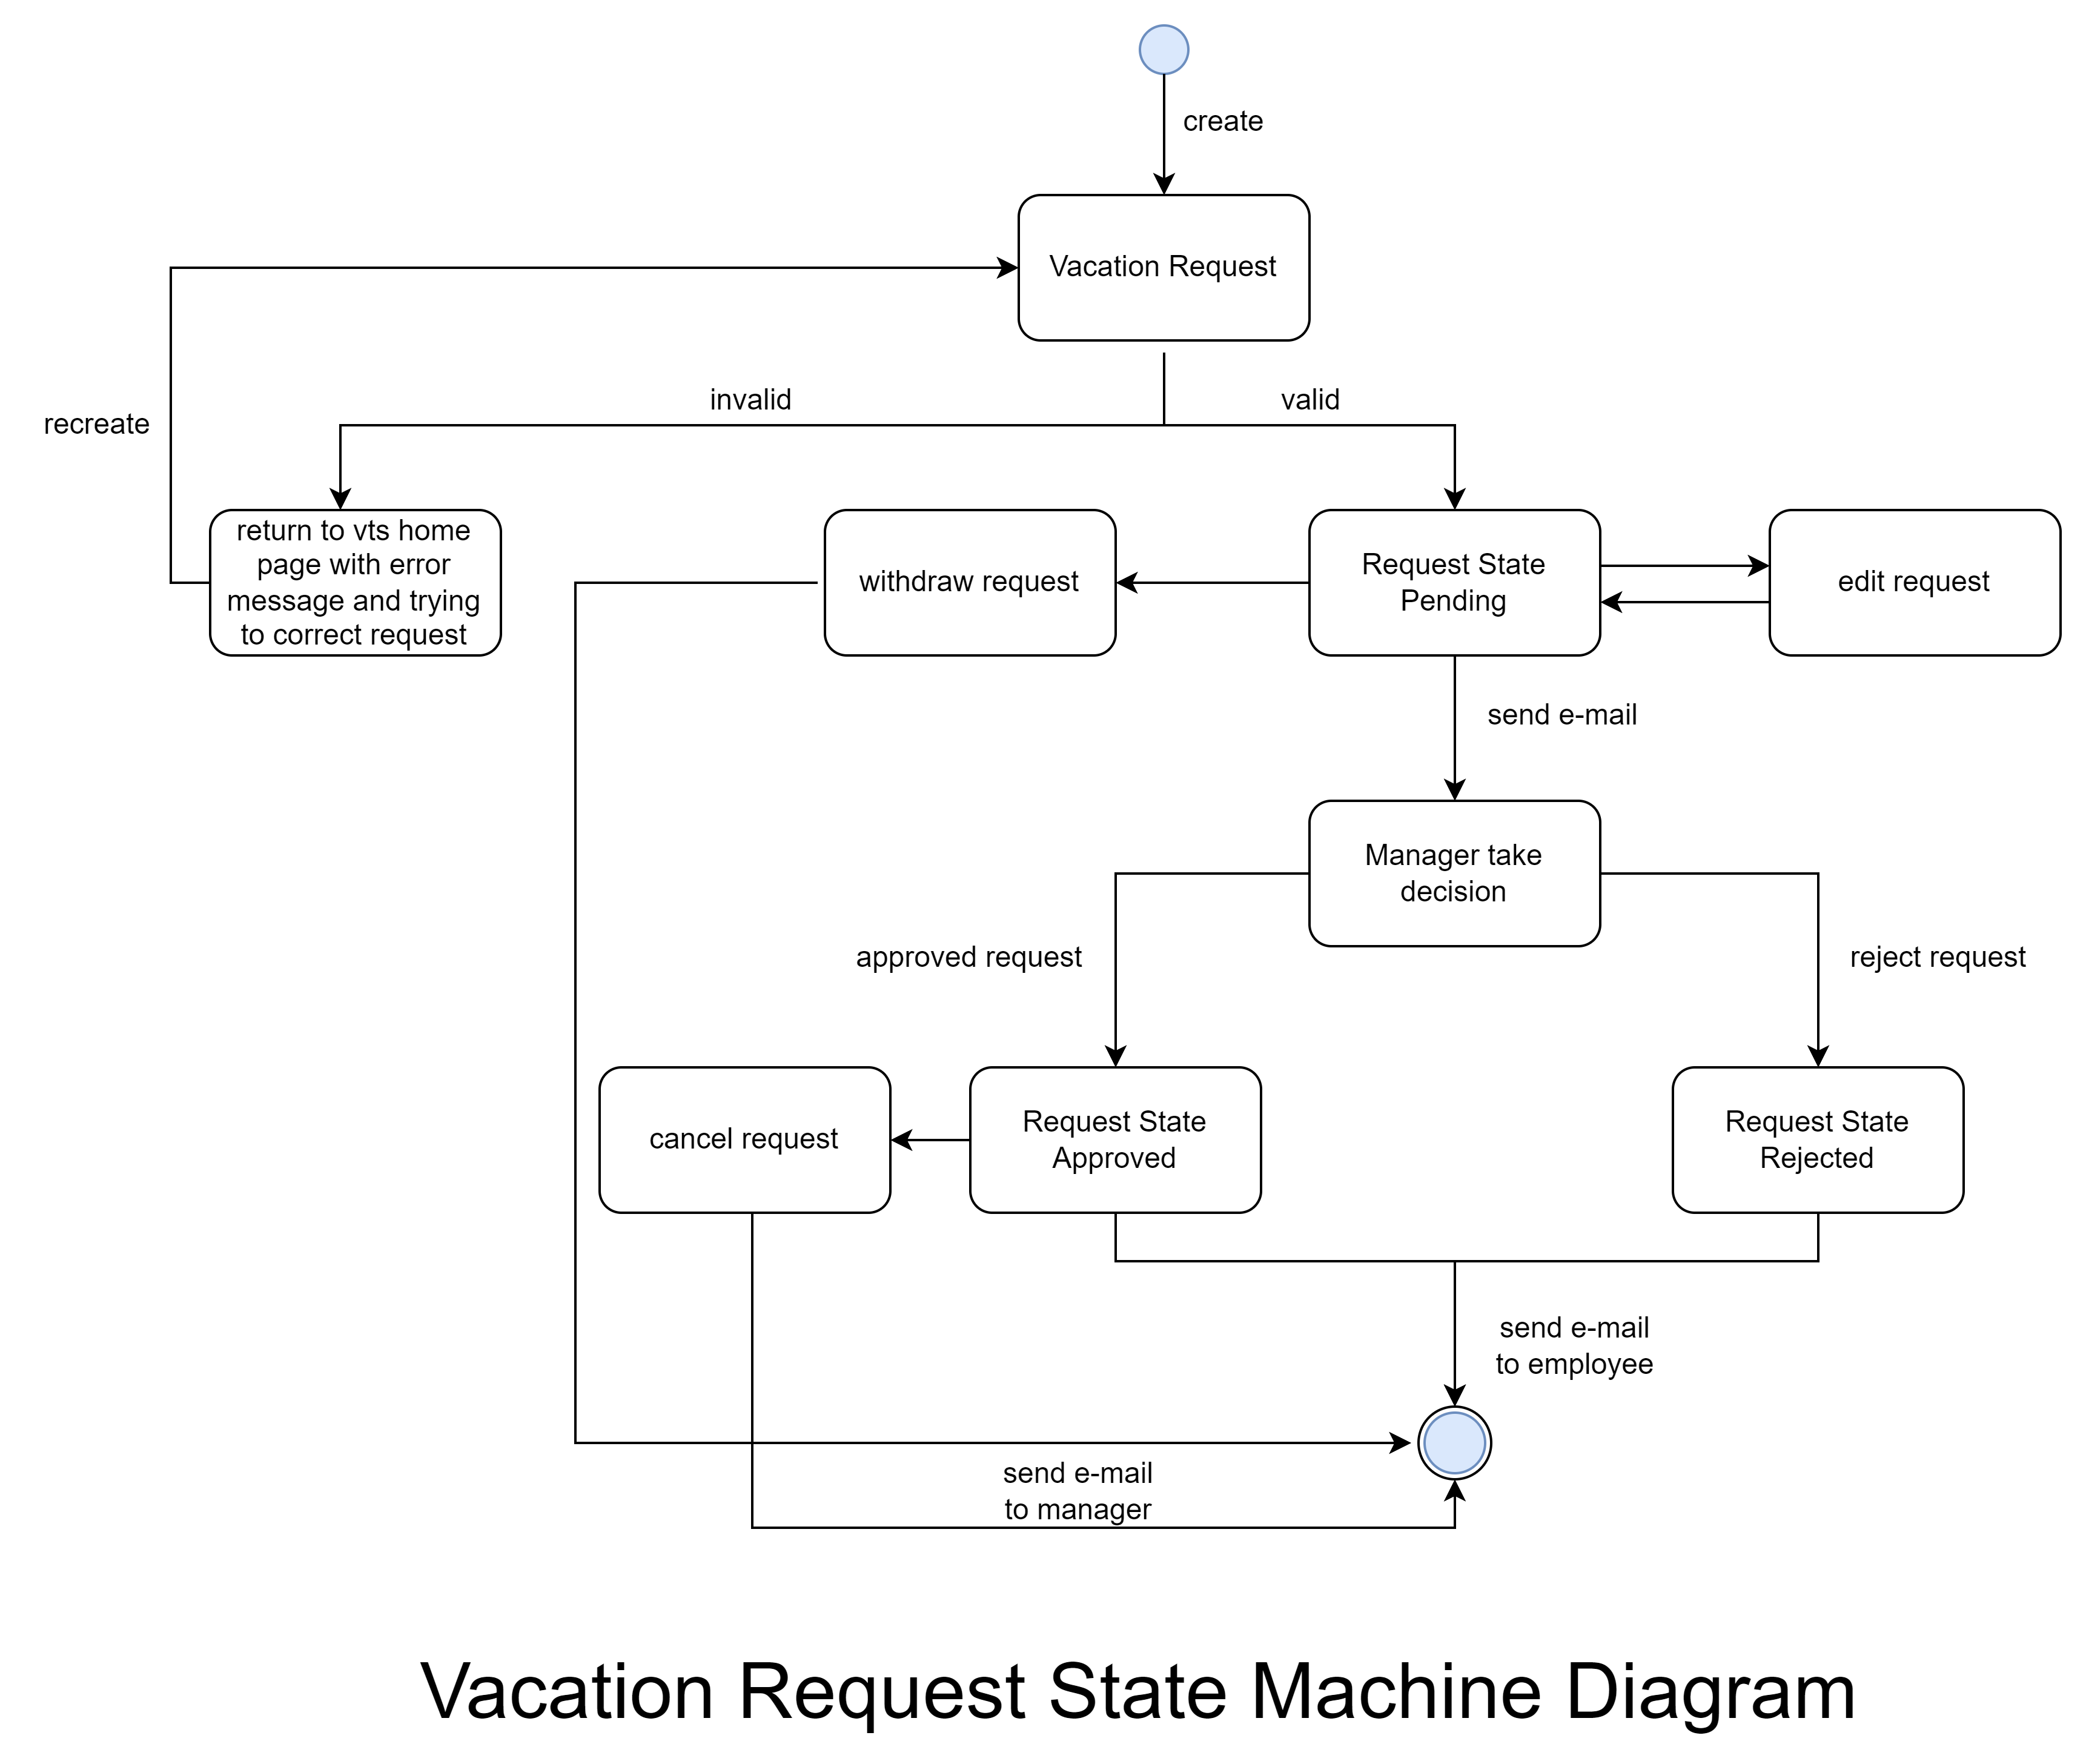 create
Vacation Request
invalid
valid
recreate
return to vts home
page with error
message and trying
to correct request
withdraw request
Request State
Pending
edit request
send e-mail
Manager take
decision
approved request
reject request
cancel request
Request State
Approved
Request State
Rejected
send e-mail
to employee
send e-mail
to manager
Vacation Request State Machine Diagram